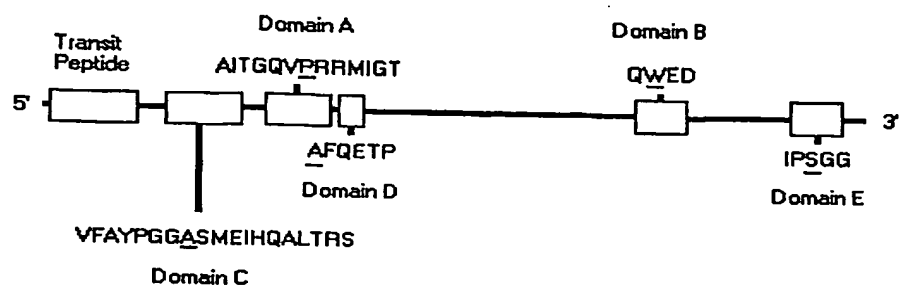 Domain A
Domain B
Transit
Peptide
AITGQVPRRMIGT
QWED
5'
3'
AFQETP
Domain D
IPSGG
Domain E
VFAYPGGASMEIHQALTRS
Domain C